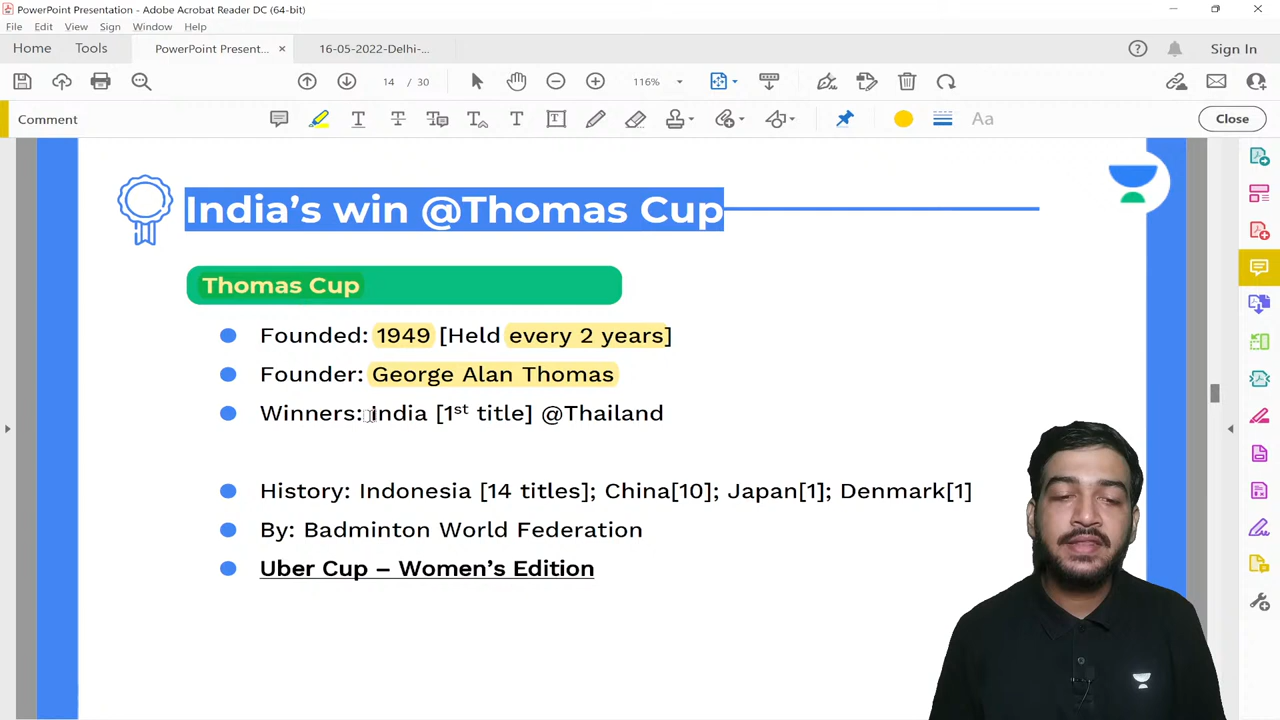 PowerPoint Presentation - Adobe Acrobat Reader DC (64-bit)
File Edit View Sign Window Help
Home Tools PowerPoint Present... × 16-05-2022-Delhi-... Sign In
14 / 30 116%
Comment Aa Close
India's win @Thomas Cup
Thomas Cup
Founded: 1949 [Held every 2 years]
Founder: George Alan Thomas
Winners: india [1st title] @Thailand
History: Indonesia [14 titles]; China[10]; Japan[1]; Denmark[1]
By: Badminton World Federation
Uber Cup – Women's Edition